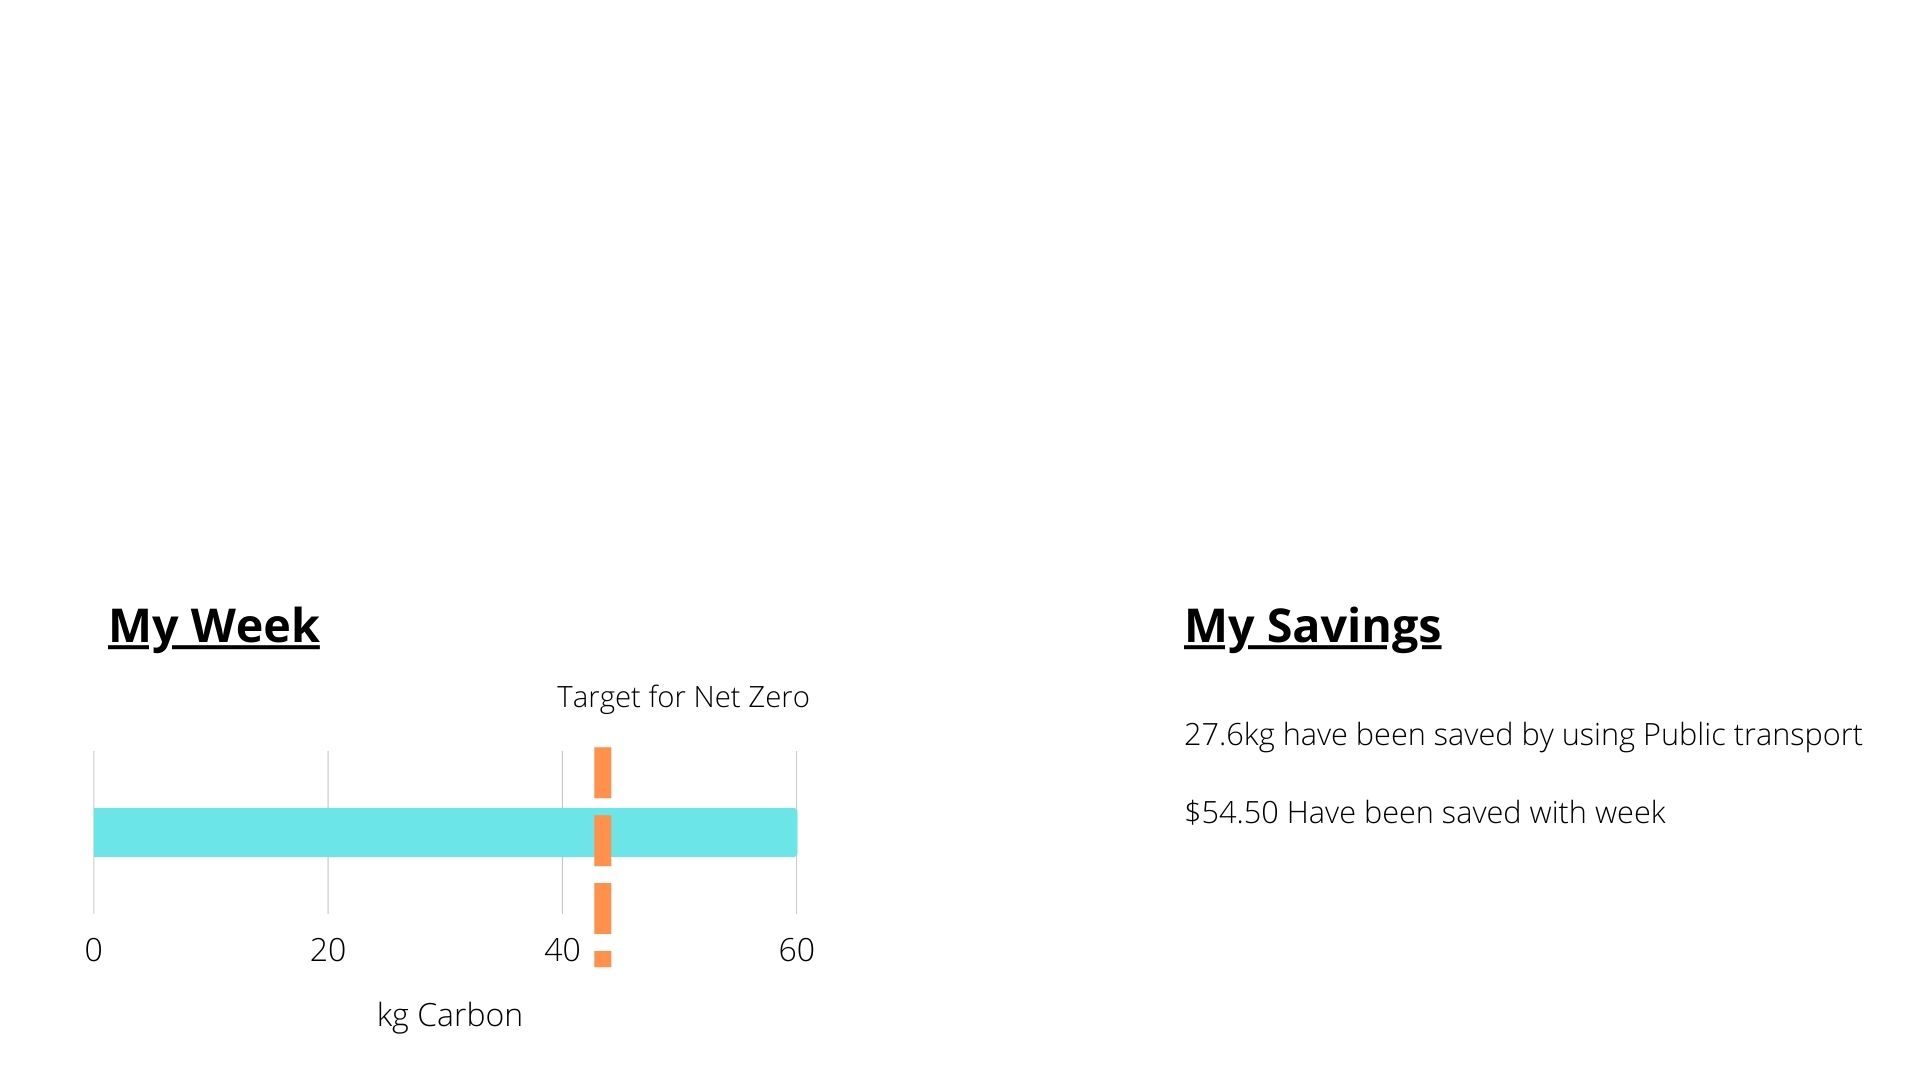 My Week
Target for Net Zero
0 20 40 60
kg Carbon
My Savings
27.6kg have been saved by using Public transport
$54.50 Have been saved with week